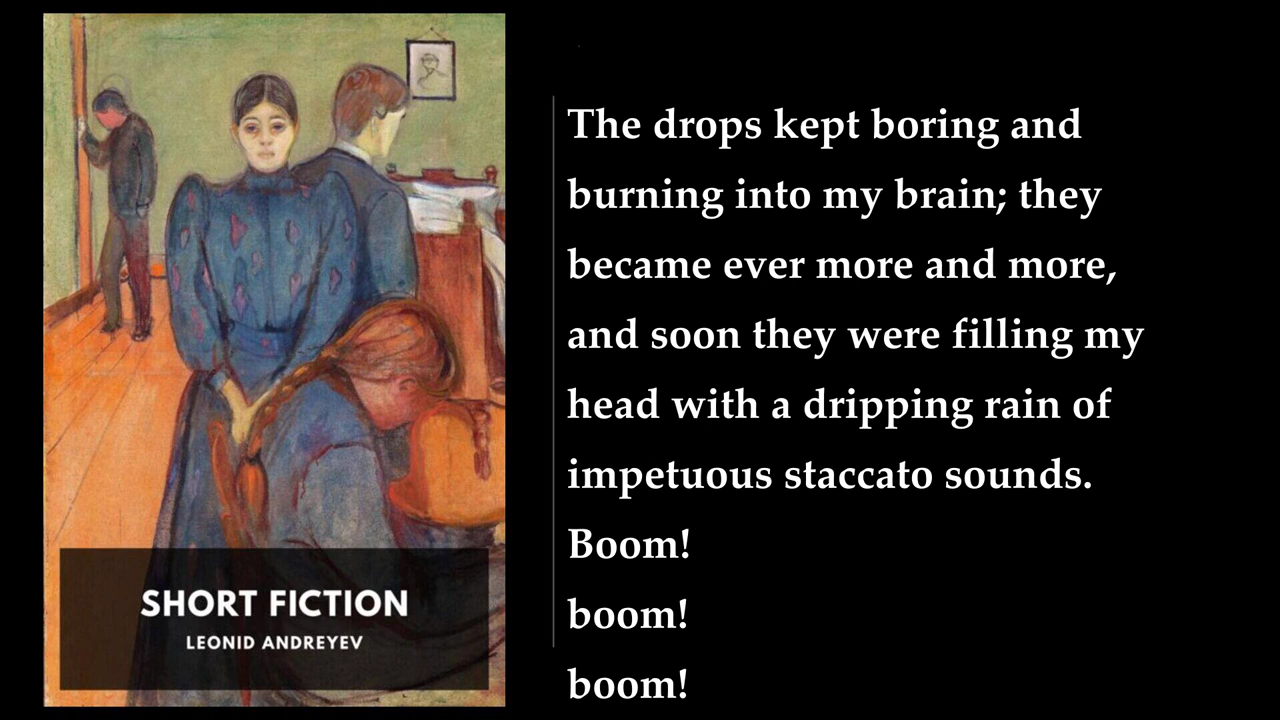 SHORT FICTION
LEONID ANDREYEV
The drops kept boring and
burning into my brain; they
became ever more and more,
and soon they were filling my
head with a dripping rain of
impetuous staccato sounds.
Boom!
boom!
boom!